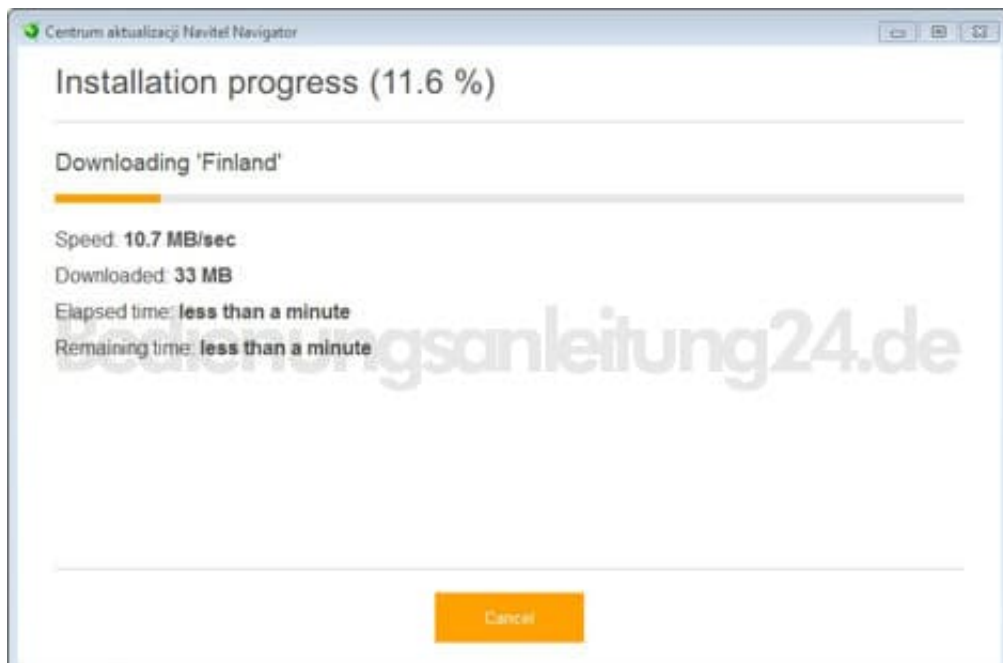 Centrum aktualizacji Navitel Navigator
Installation progress (11.6 %)
Downloading 'Finland'
Speed: 10.7 MB/sec
Downloaded: 33 MB
Elapsed time: less than a minute
Remaining time: less than a minute
Bedienungsanleitung24.de
Cancel